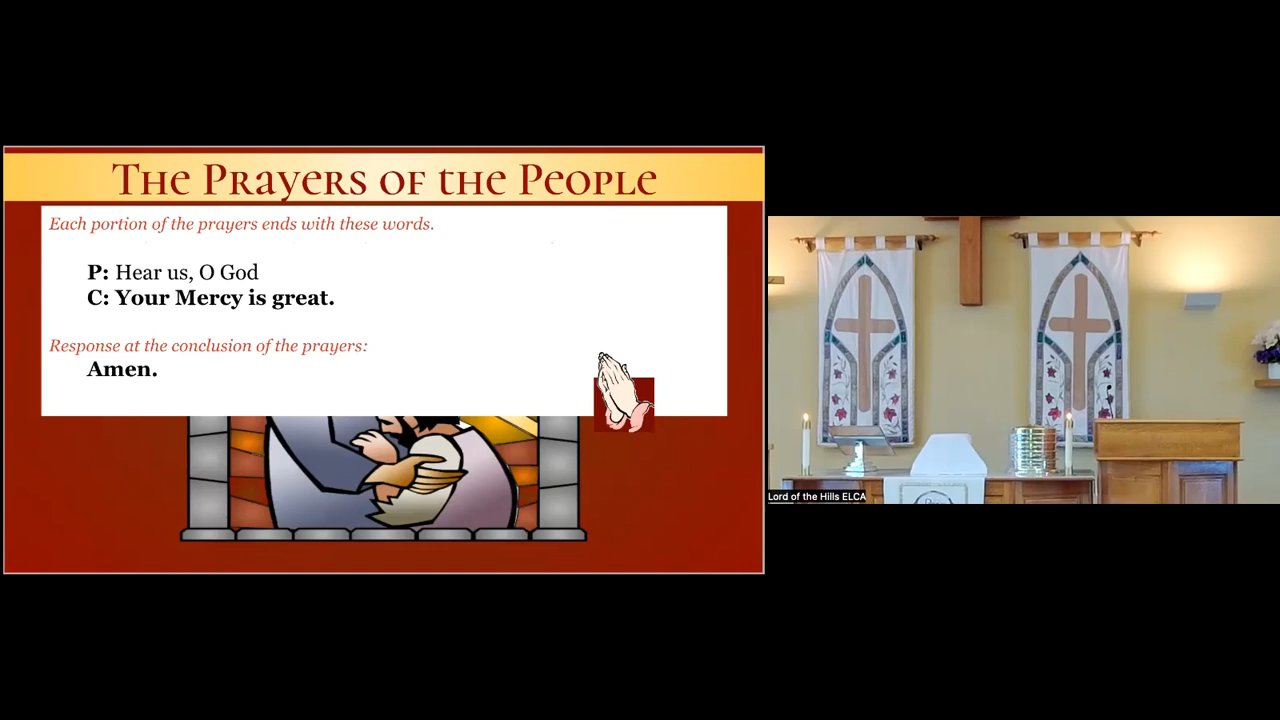 The Prayers of the People
Each portion of the prayers ends with these words.
P: Hear us, O God
C: Your Mercy is great.
Response at the conclusion of the prayers:
Amen.
Lord of the Hills ELCA